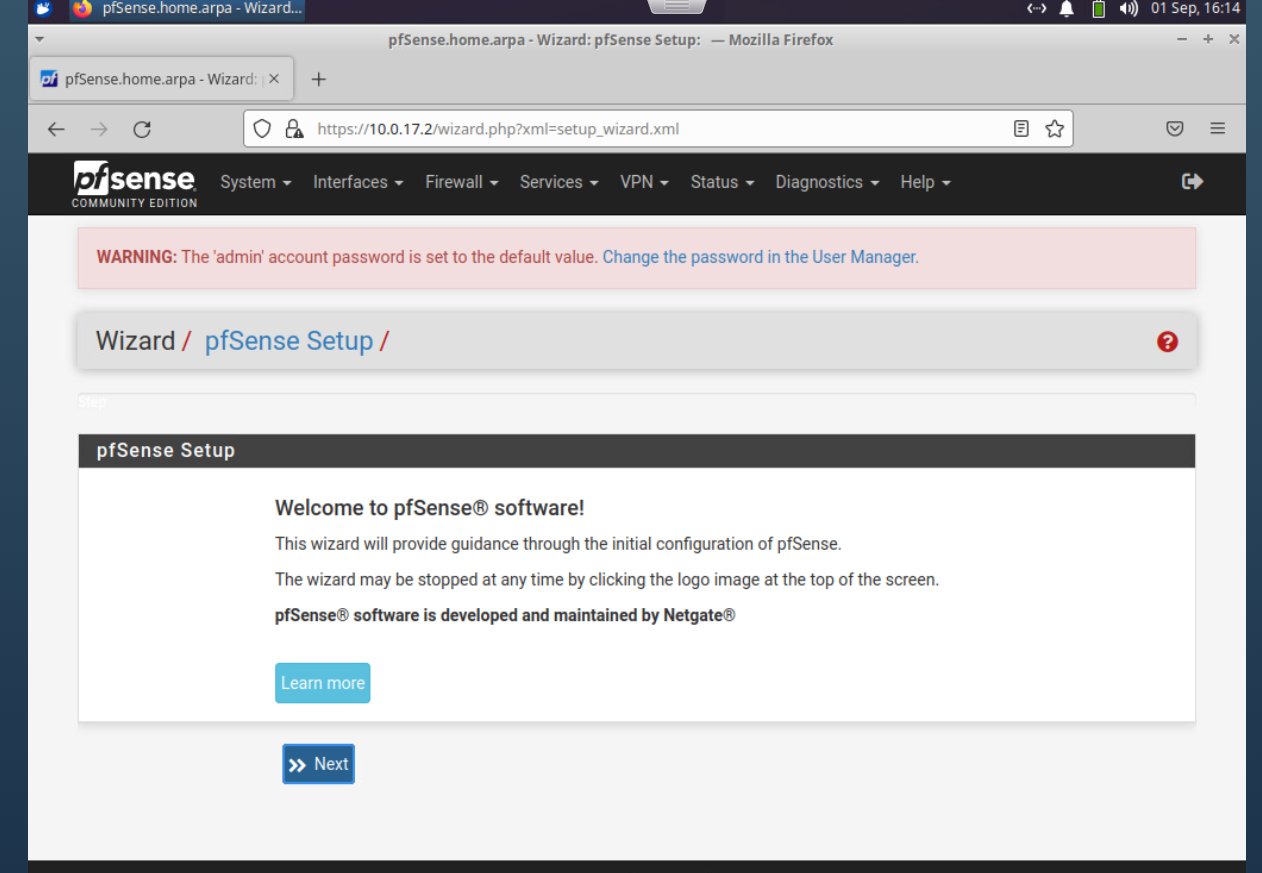 pfSense.home.arpa - Wizard...
01 Sep, 16:14
pfSense.home.arpa - Wizard: pfSense Setup: — Mozilla Firefox
pfSense.home.arpa - Wizard:
https://10.0.17.2/wizard.php?xml=setup_wizard.xml
pfsense
COMMUNITY EDITION
System Interfaces Firewall Services VPN Status Diagnostics Help
WARNING: The 'admin' account password is set to the default value. Change the password in the User Manager.
Wizard / pfSense Setup /
Step
pfSense Setup
Welcome to pfSense® software!
This wizard will provide guidance through the initial configuration of pfSense.
The wizard may be stopped at any time by clicking the logo image at the top of the screen.
pfSense® software is developed and maintained by Netgate®
Learn more
Next